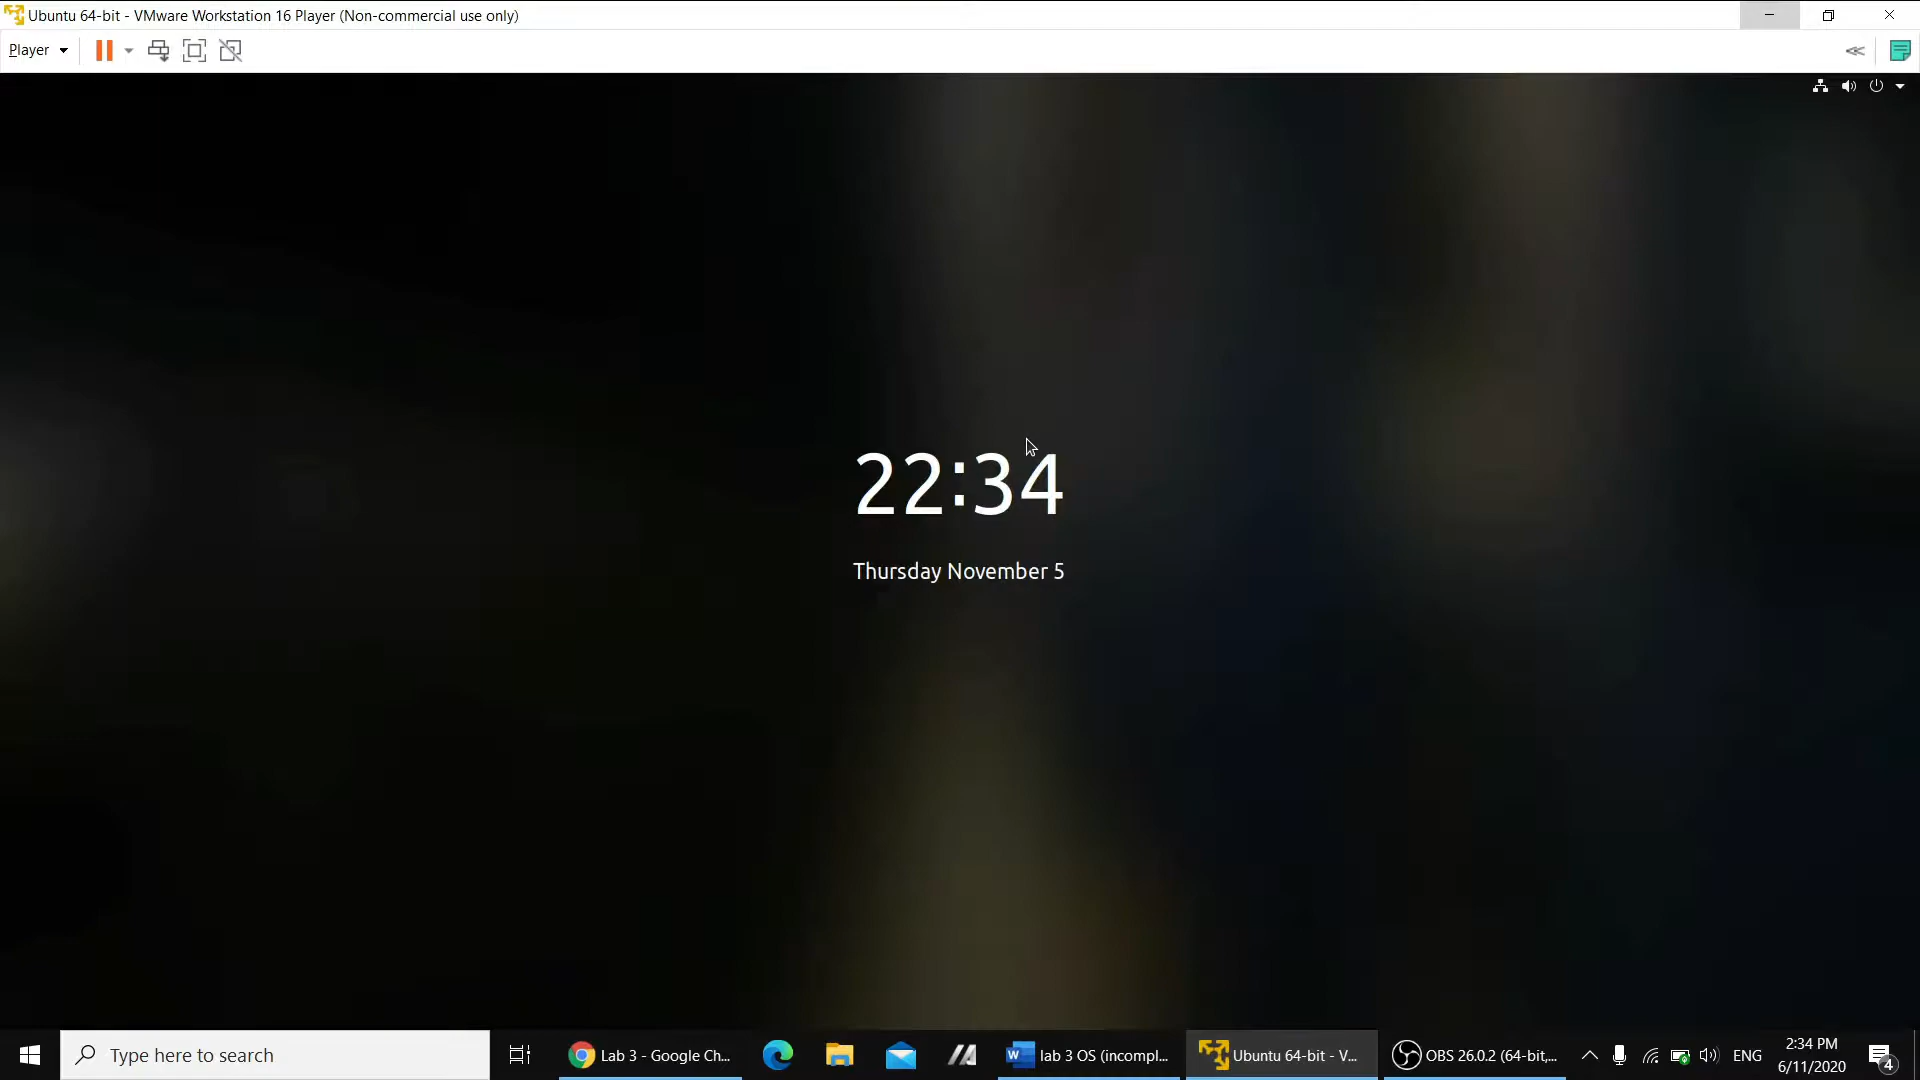 Ubuntu 64-bit - VMware Workstation 16 Player (Non-commercial use only)
Player
22:34
Thursday November 5
Type here to search
Lab 3 - Google Ch...
lab 3 OS (incompl...
Ubuntu 64-bit - V...
OBS 26.0.2 (64-bit,...
ENG
2:34 PM
6/11/2020
4